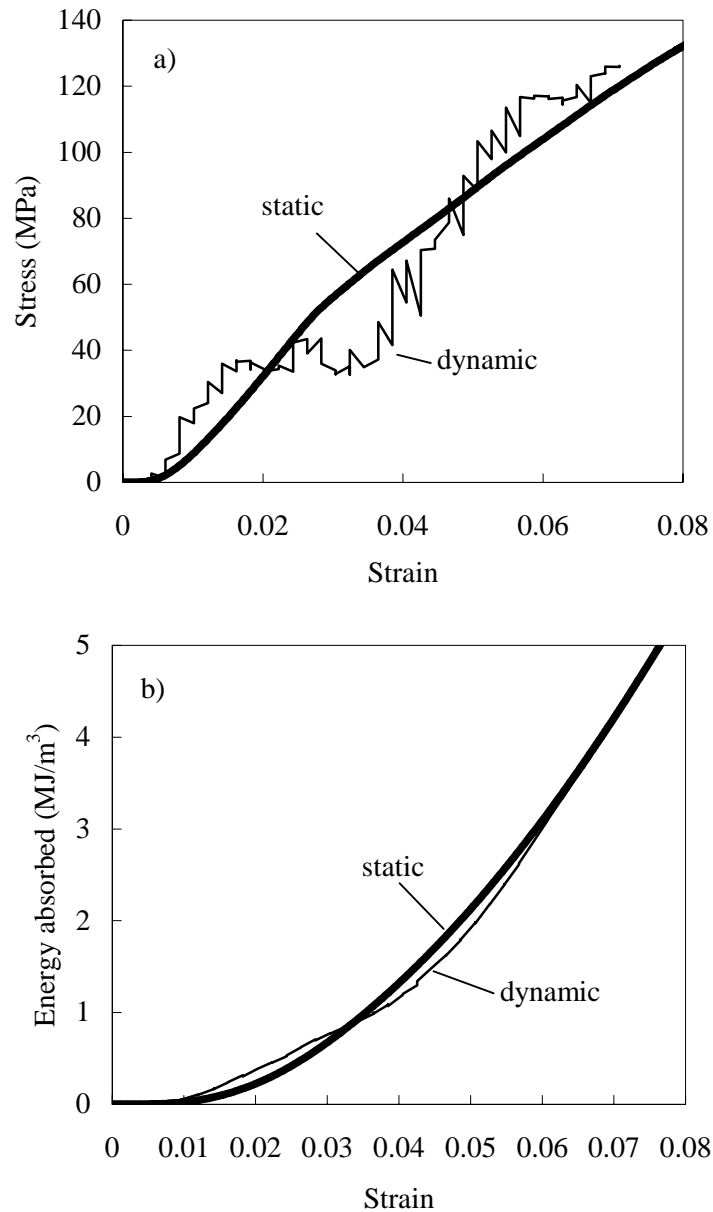 a)
140
120
100
80
60
40
20
0
Stress (MPa)
static
dynamic
0 0.02 0.04 0.06 0.08
Strain
b)
5
4
3
2
1
0
Energy absorbed (MJ/m³)
static
dynamic
0 0.01 0.02 0.03 0.04 0.05 0.06 0.07 0.08
Strain